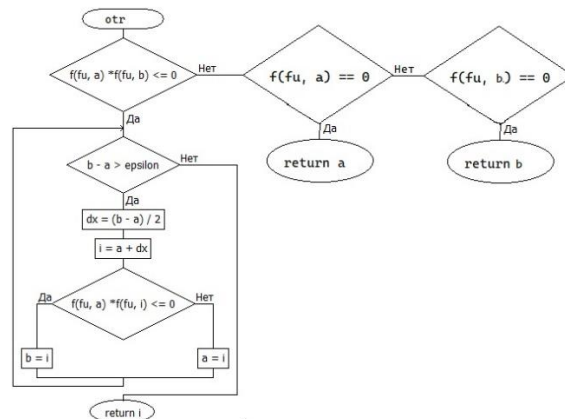 otr
f(fu, a) *f(fu, b) <= 0
Нет
f(fu, a) == 0
Нет
f(fu, b) == 0
Да
Да
return a
Да
return b
b - a > epsilon
Нет
Да
dx = (b - a) / 2
i = a + dx
Да
f(fu, a) *f(fu, i) <= 0
Нет
b = i
a = i
return i